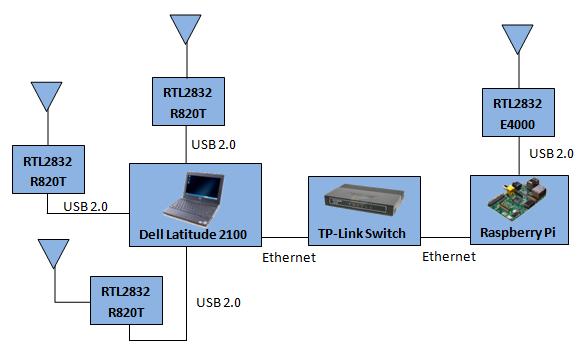 RTL2832
R820T
USB 2.0
RTL2832
E4000
USB 2.0
RTL2832
R820T
USB 2.0
Dell Latitude 2100
Ethernet
TP-Link Switch
Ethernet
Raspberry Pi
RTL2832
R820T
USB 2.0